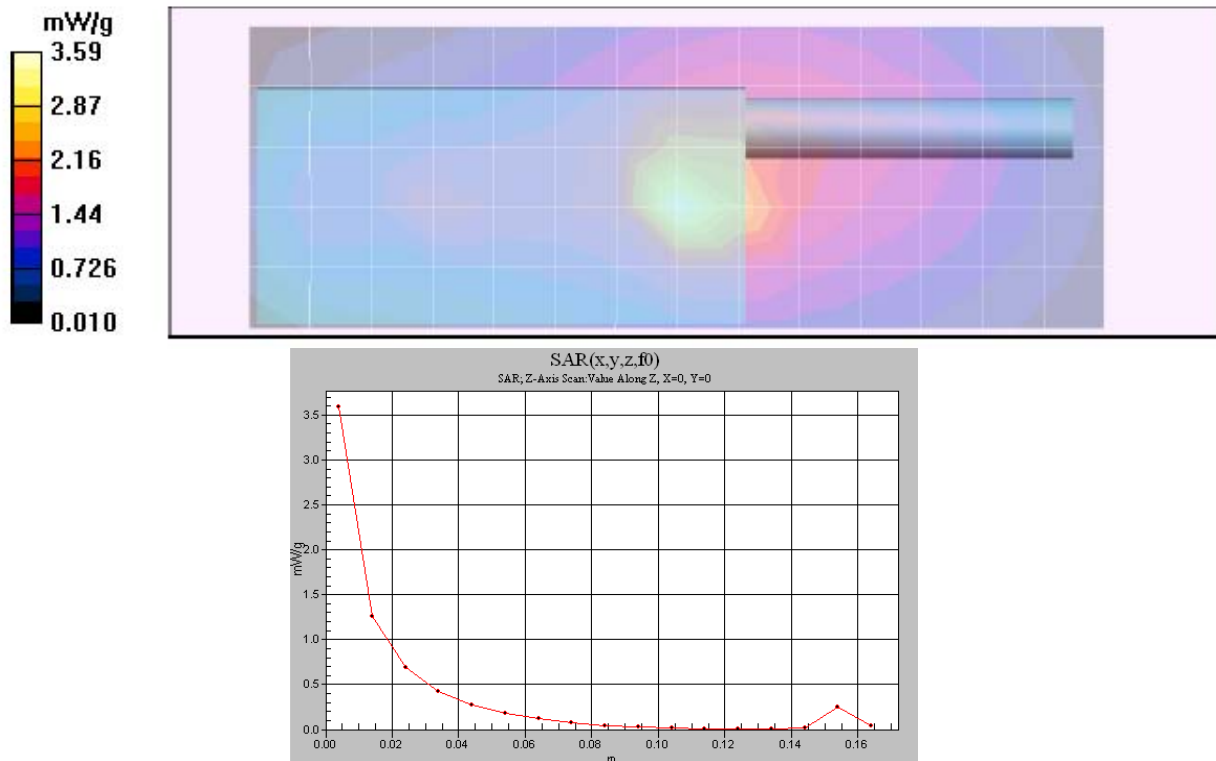 mW/g
3.59
2.87
2.16
1.44
0.726
0.010
SAR(x,y,z,f0)
SAR; Z-Axis Scan:Value Along Z, X=0, Y=0
3.5
3.0
2.5
2.0
1.5
1.0
0.5
0.0
mW/g
0.00 0.02 0.04 0.06 0.08 0.10 0.12 0.14 0.16
m